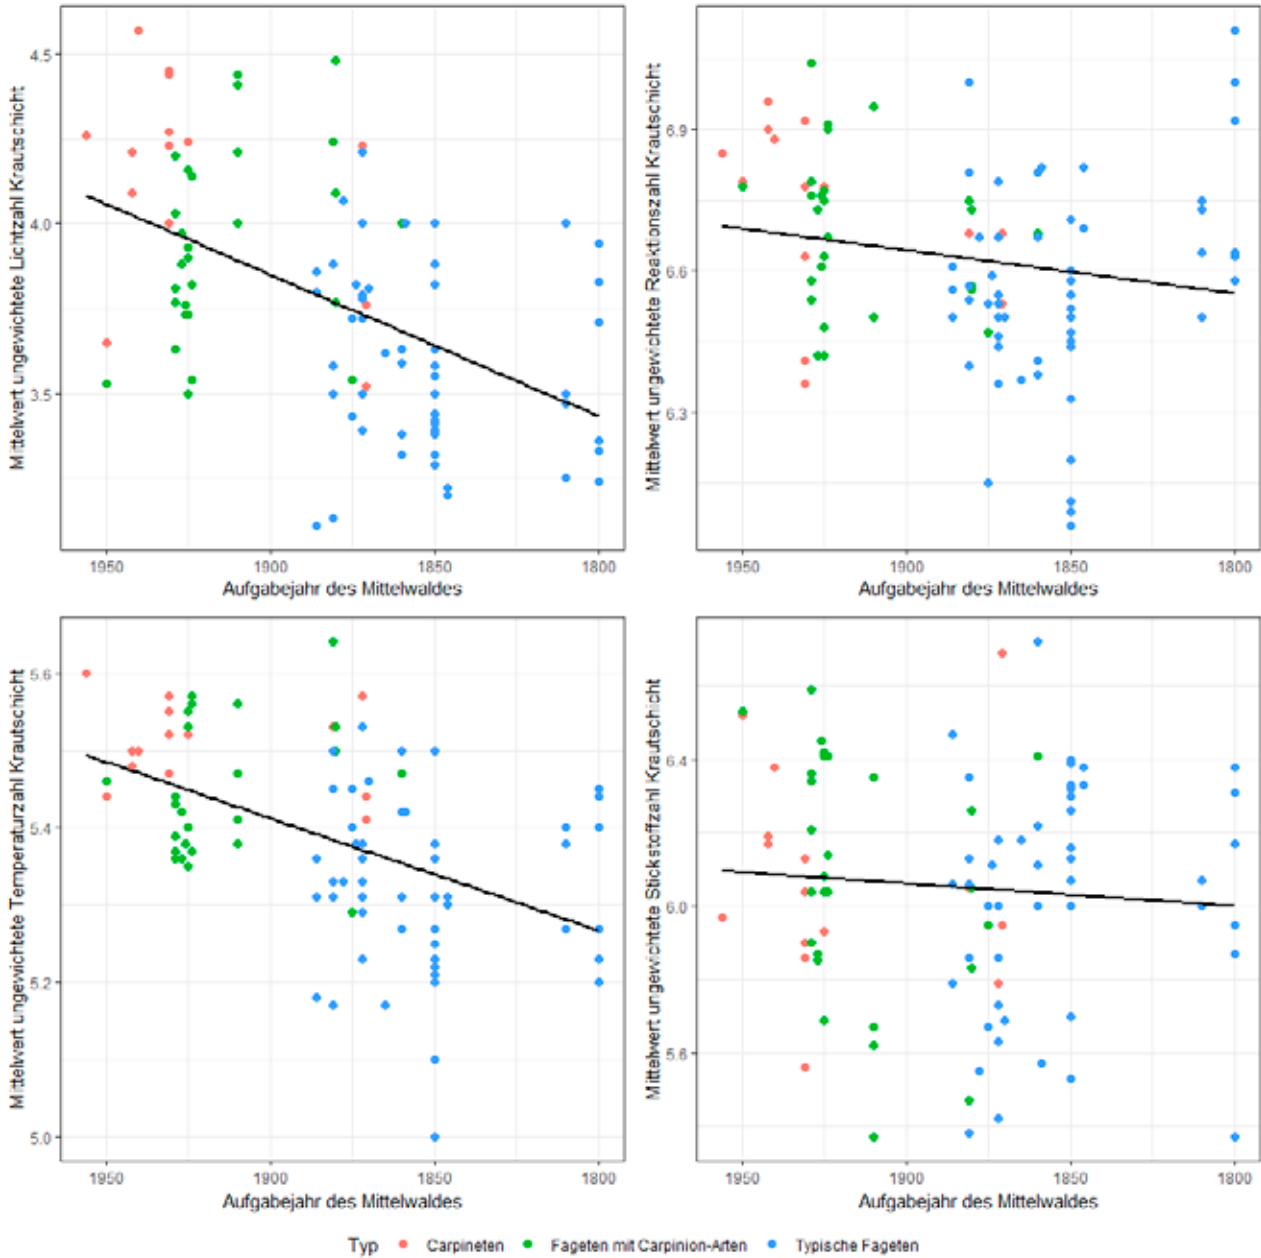 Mittelwert ungewichtete Lichtzahl Krautschicht
4.5
4.0
3.5
1950 1900 1850 1800
Aufgabejahr des Mittelwaldes
Mittelwert ungewichtete Reaktionszahl Krautschicht
6.9
6.6
6.3
1950 1900 1850 1800
Aufgabejahr des Mittelwaldes
Mittelwert ungewichtete Temperaturzahl Krautschicht
5.6
5.4
5.2
5.0
1950 1900 1850 1800
Aufgabejahr des Mittelwaldes
Mittelwert ungewichtete Stickstoffzahl Krautschicht
6.4
6.0
5.6
1950 1900 1850 1800
Aufgabejahr des Mittelwaldes
Typ Carpineten Fageten mit Carpinion-Arten Typische Fageten